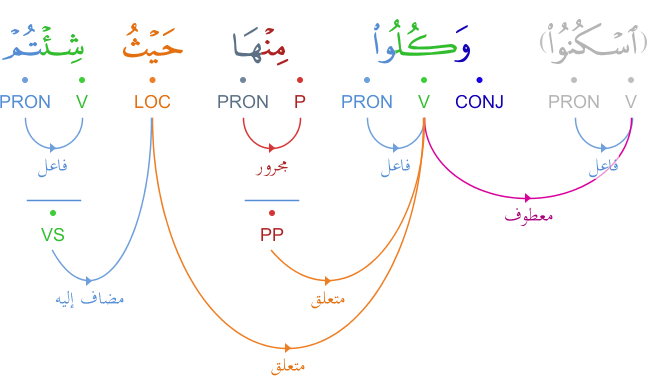 (ٱسۡكُنُوا۟) وَكُلُوا۟ مِنۡهَا حَيۡثُ شِئۡتُمۡ
V PRON CONJ V PRON P PRON LOC V PRON
فاعل فاعل مجرور فاعل
معطوف
PP VS
متعلق مضاف إليه
متعلق